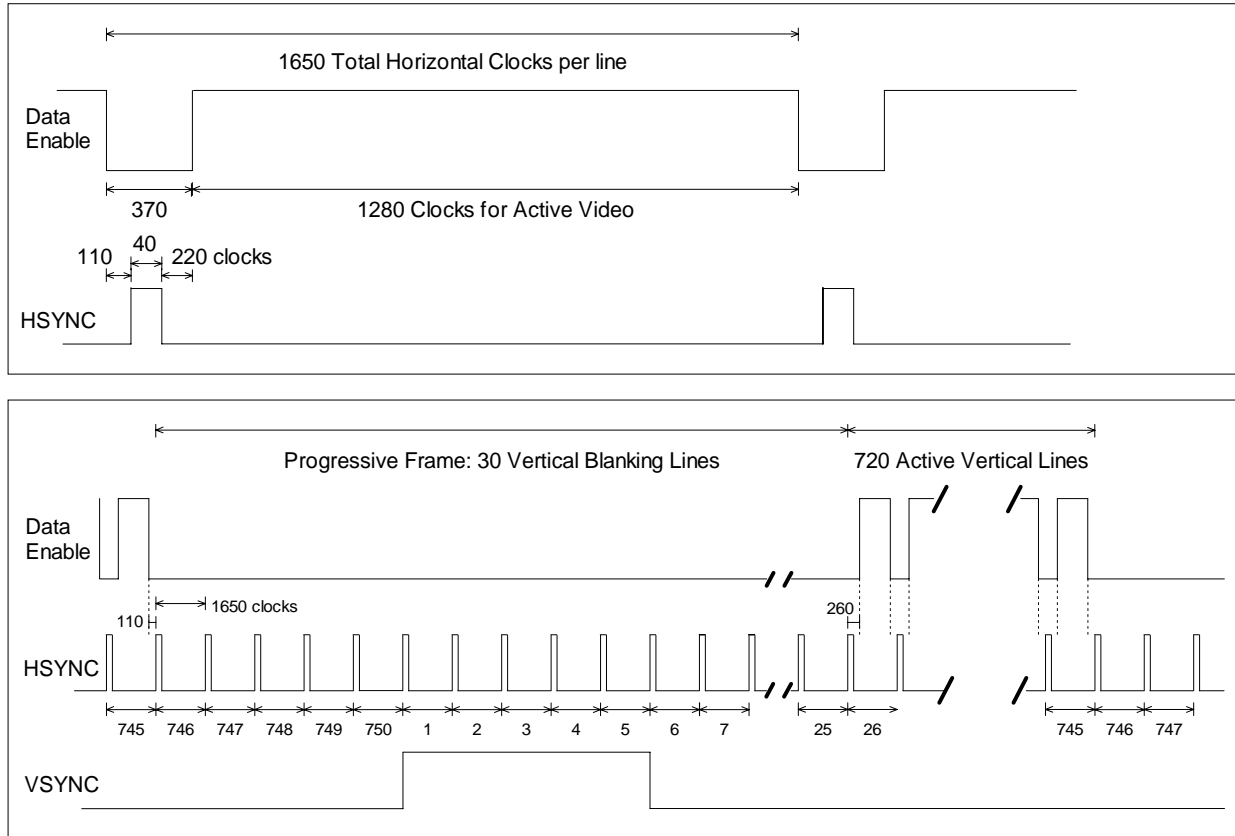 1650 Total Horizontal Clocks per line
Data
Enable
370
1280 Clocks for Active Video
40
110
220 clocks
HSYNC
Progressive Frame: 30 Vertical Blanking Lines
720 Active Vertical Lines
Data
Enable
1650 clocks
110
260
HSYNC
745 746 747 748 749 750 1 2 3 4 5 6 7 25 26 745 746 747
VSYNC